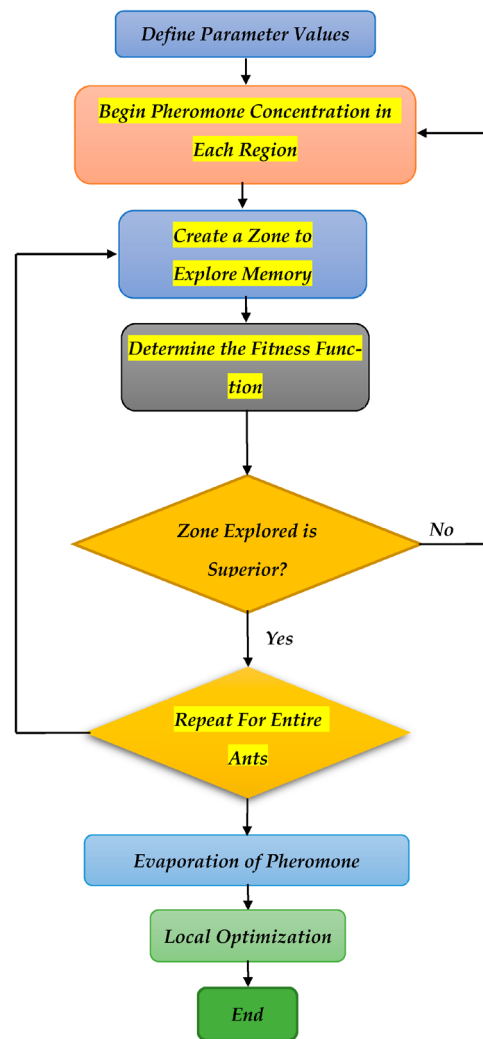 Define Parameter Values
Begin Pheromone Concentration in
Each Region
Create a Zone to
Explore Memory
Determine the Fitness Func-
tion
Zone Explored is
Superior?
No
Yes
Repeat For Entire
Ants
Evaporation of Pheromone
Local Optimization
End